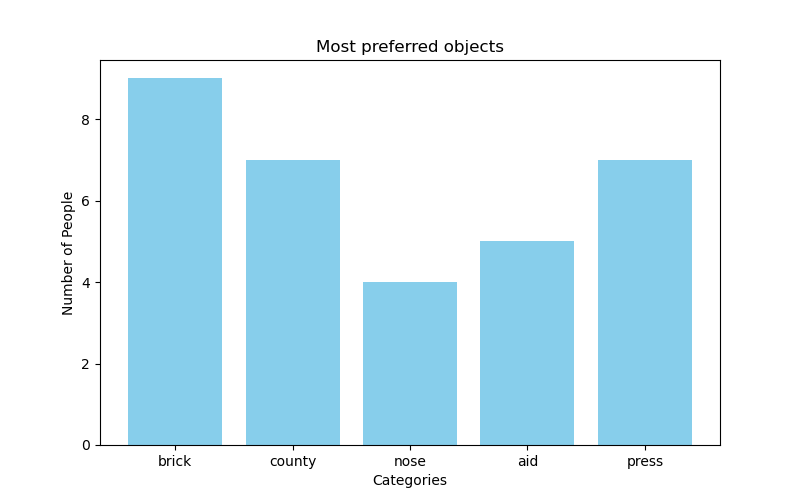 Most preferred objects
Number of People
8
6
4
2
0
brick county nose aid press
Categories